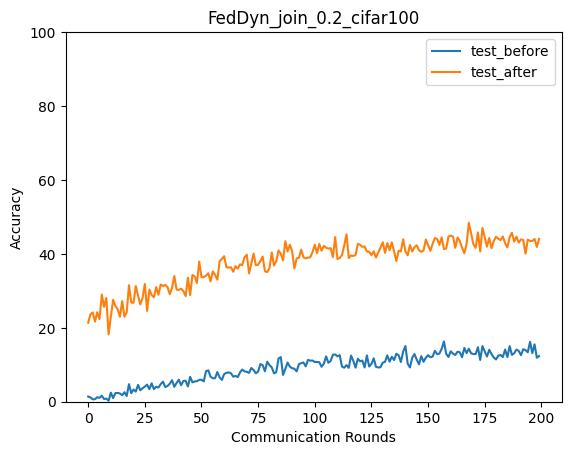 FedDyn_join_0.2_cifar100
100
80
60
40
20
0
Accuracy
test_before
test_after
0 25 50 75 100 125 150 175 200
Communication Rounds